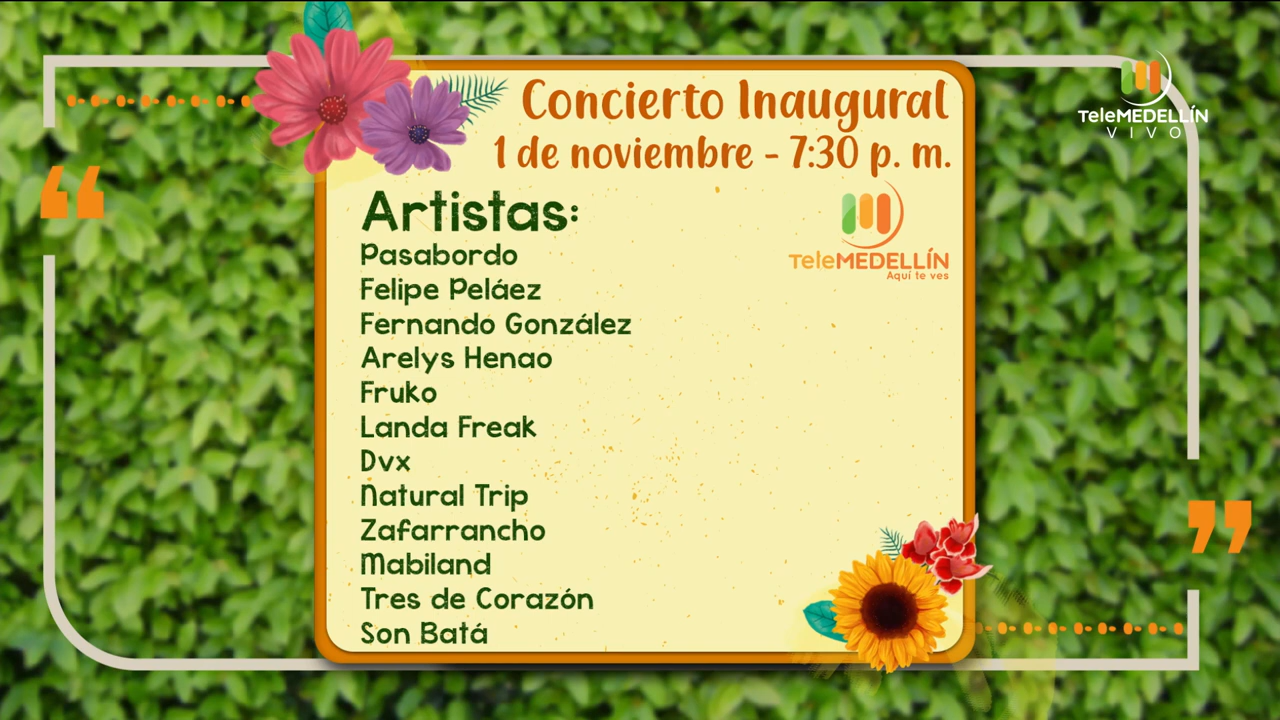 Concierto Inaugural
1 de noviembre - 7:30 p. m.
TeleMEDELLÍN
VIVO
Artistas:
TeleMEDELLÍN
Aquí te ves
Pasabordo
Felipe Peláez
Fernando González
Arelys Henao
Fruko
Landa Freak
Dvx
Natural Trip
Zafarrancho
Mabiland
Tres de Corazón
Son Batá